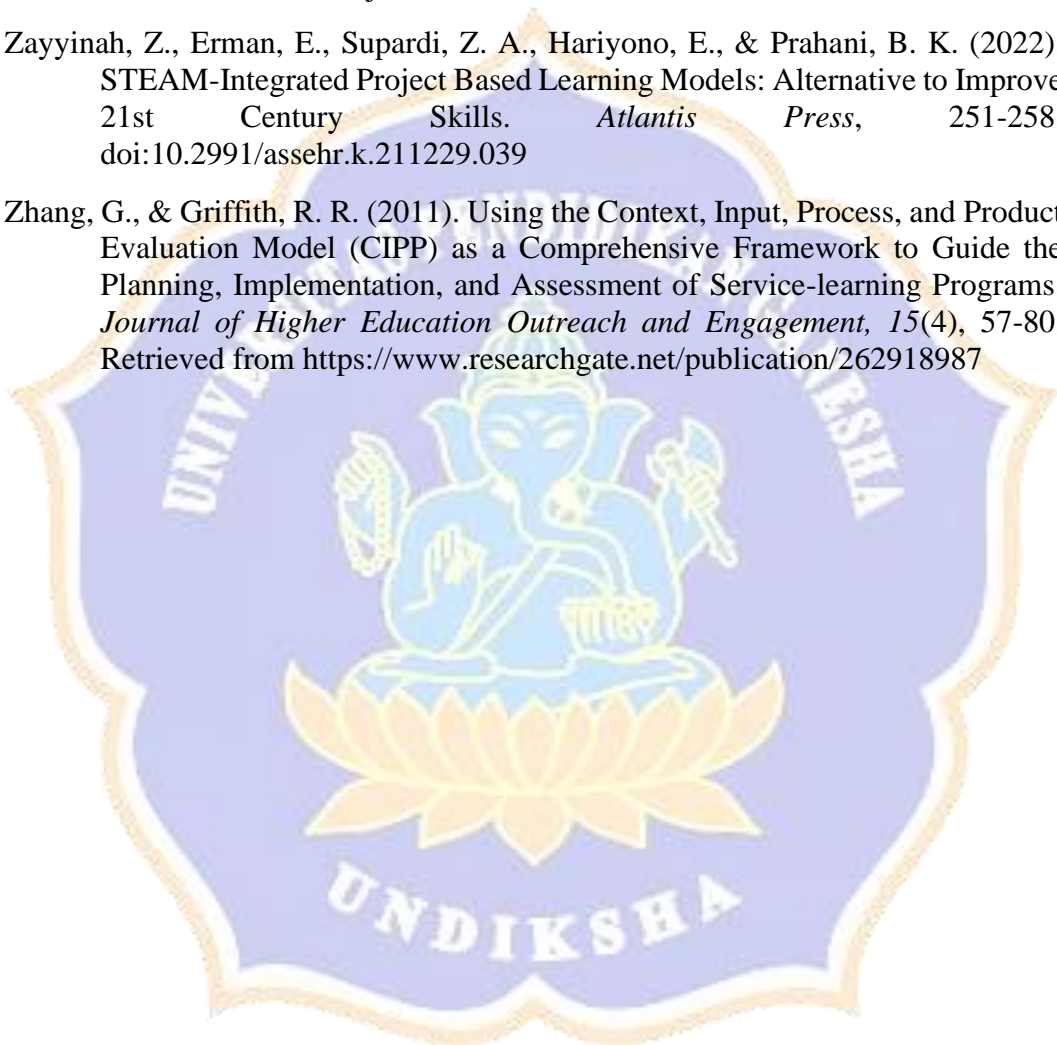 Zayyinah, Z., Erman, E., Supardi, Z. A., Hariyono, E., & Prahani, B. K. (2022)
STEAM-Integrated Project Based Learning Models: Alternative to Improve
21st Century Skills. Atlantis Press, 251-258
doi:10.2991/assehr.k.211229.039
Zhang, G., & Griffith, R. R. (2011). Using the Context, Input, Process, and Product
Evaluation Model (CIPP) as a Comprehensive Framework to Guide the
Planning, Implementation, and Assessment of Service-learning Programs
Journal of Higher Education Outreach and Engagement, 15(4), 57-80
Retrieved from https://www.researchgate.net/publication/262918987
UNIVERSITAS PENDIDIKAN GANESHA
UNDIKSHA